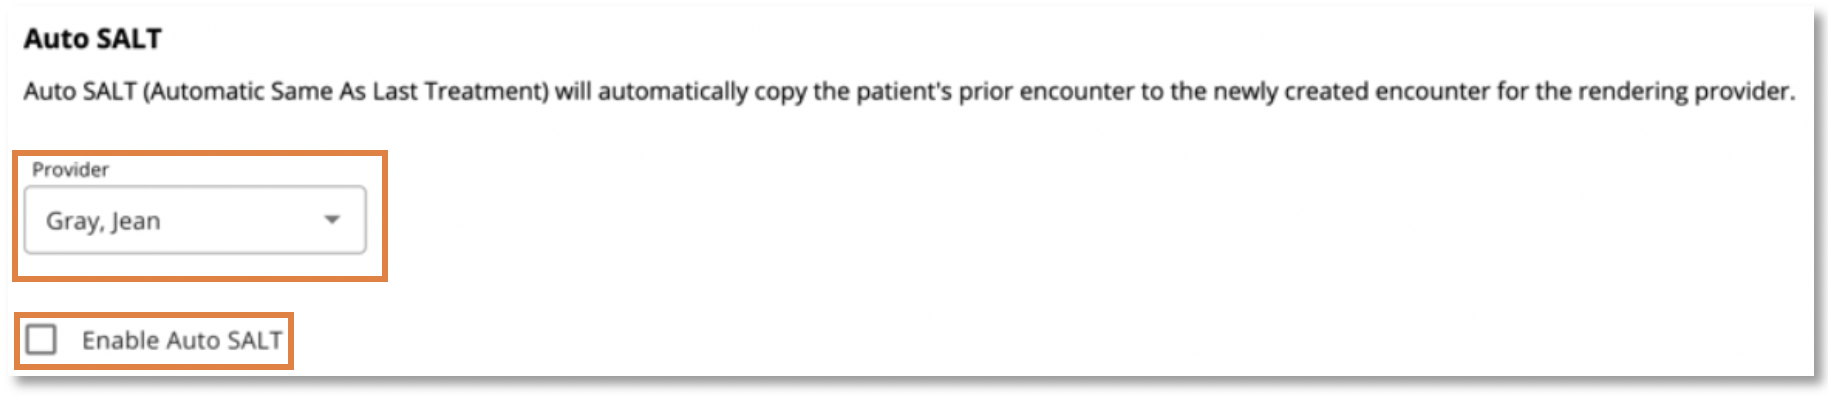 Auto SALT
Auto SALT (Automatic Same As Last Treatment) will automatically copy the patient's prior encounter to the newly created encounter for the rendering provider.
Provider
Gray, Jean
Enable Auto SALT